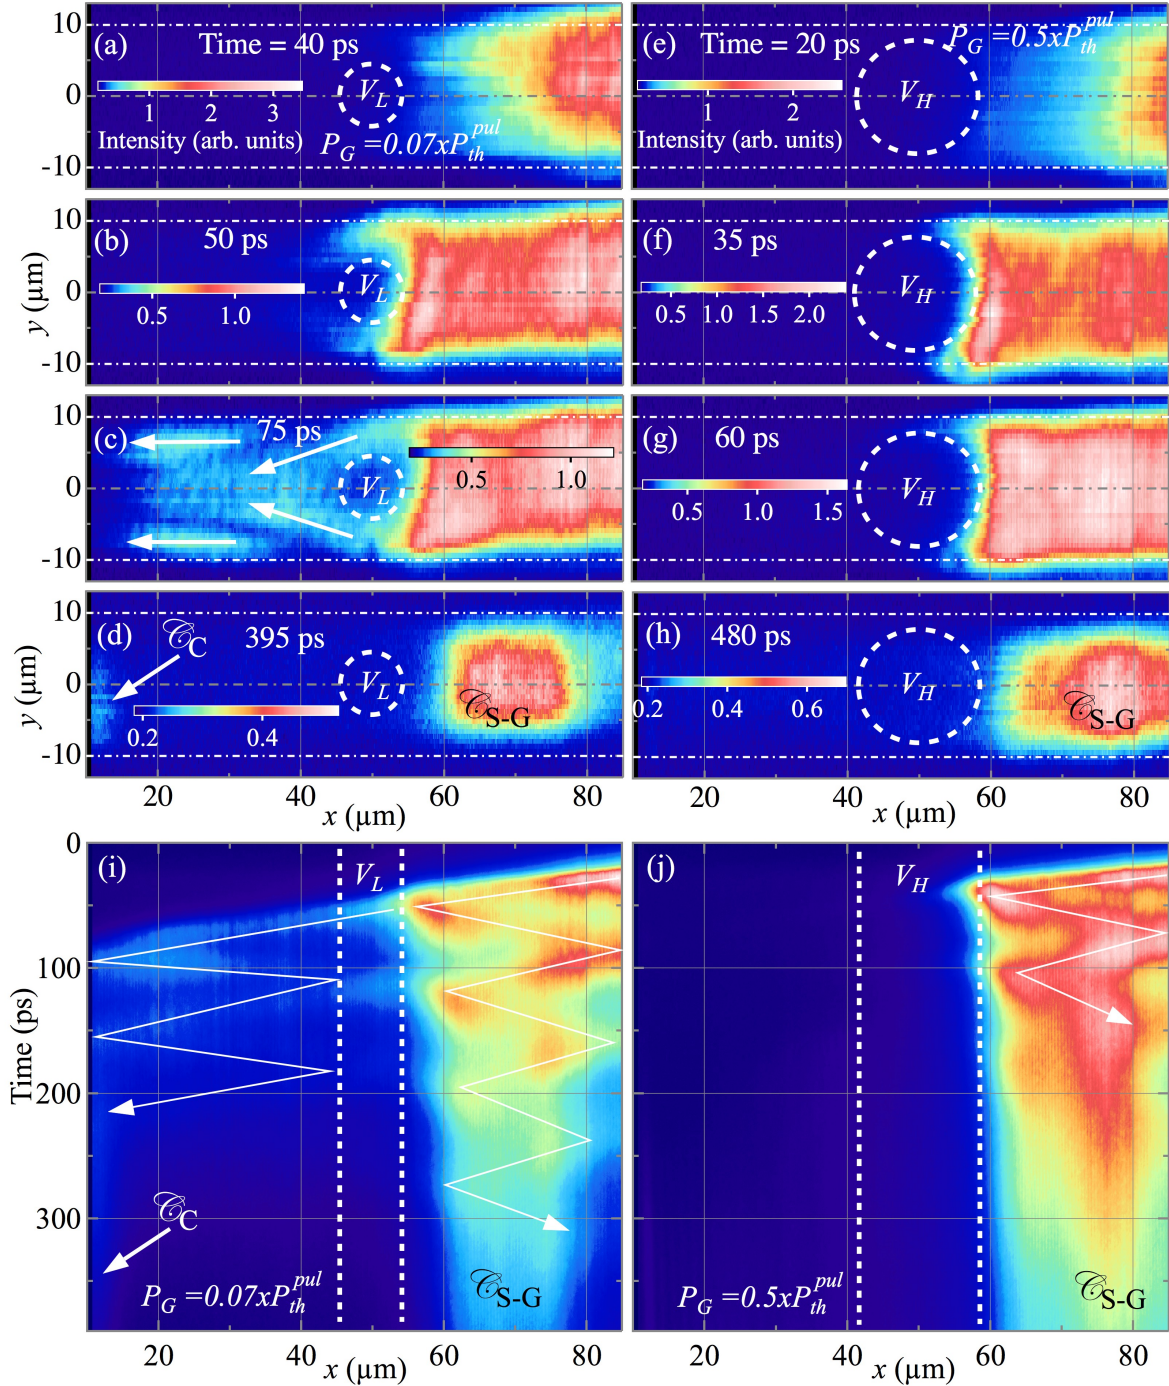 (a) Time = 40 ps
10
0
-10
V_L
1 2 3
Intensity (arb. units)
P_G =0.07xP_th^pul
(e) Time = 20 ps
P_G =0.5xP_th^pul
V_H
1 2
Intensity (arb. units)
(b) 50 ps
10
0
-10
y (µm)
V_L
0.5 1.0
(f) 35 ps
V_H
0.5 1.0 1.5 2.0
(c) 75 ps
10
0
-10
V_L
0.5 1.0
(g) 60 ps
V_H
0.5 1.0 1.5
(d) 395 ps
10
0
-10
y (µm)
𝒞_C
V_L
0.2 0.4
𝒞_S-G
20 40 60 80
x (µm)
(h) 480 ps
V_H
0.2 0.4 0.6
𝒞_S-G
20 40 60 80
x (µm)
(i)
0
100
200
300
Time (ps)
V_L
𝒞_C
P_G =0.07xP_th^pul
𝒞_S-G
20 40 60 80
x (µm)
(j)
V_H
P_G =0.5xP_th^pul
𝒞_S-G
20 40 60 80
x (µm)